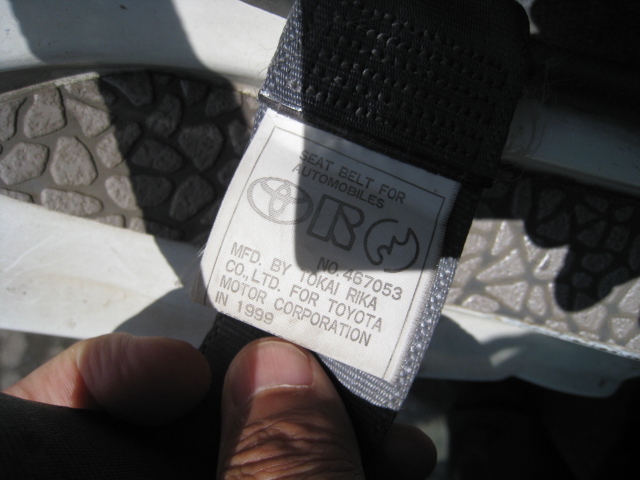 SEAT BELT FOR
AUTOMOBILES
NO.467053
MFD. BY TOKAI RIKA
CO., LTD. FOR TOYOTA
MOTOR CORPORATION
IN 1999